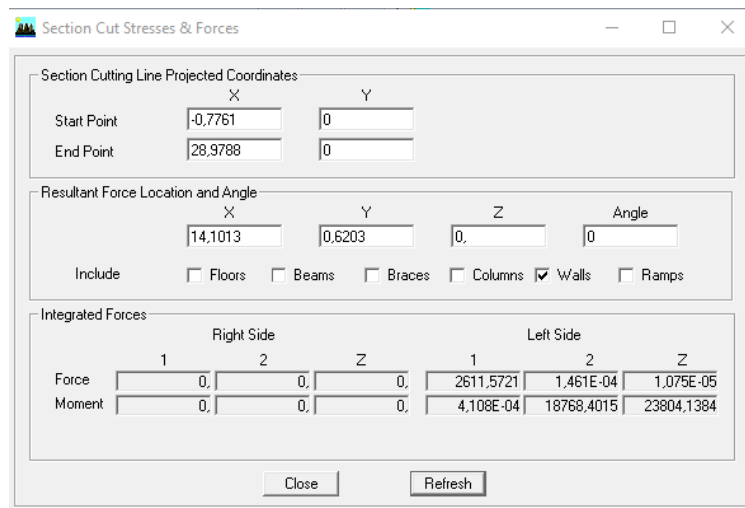 Section Cut Stresses & Forces
Section Cutting Line Projected Coordinates
X Y
Start Point -0,7761 0
End Point 28,9788 0
Resultant Force Location and Angle
X Y Z Angle
14,1013 0,6203 0, 0
Include Floors Beams Braces Columns Walls Ramps
Integrated Forces
Right Side Left Side
1 2 Z 1 2 Z
Force 0, 0, 0, 2611,5721 1,461E-04 1,075E-05
Moment 0, 0, 0, 4,108E-04 18768,4015 23804,1384
Close Refresh